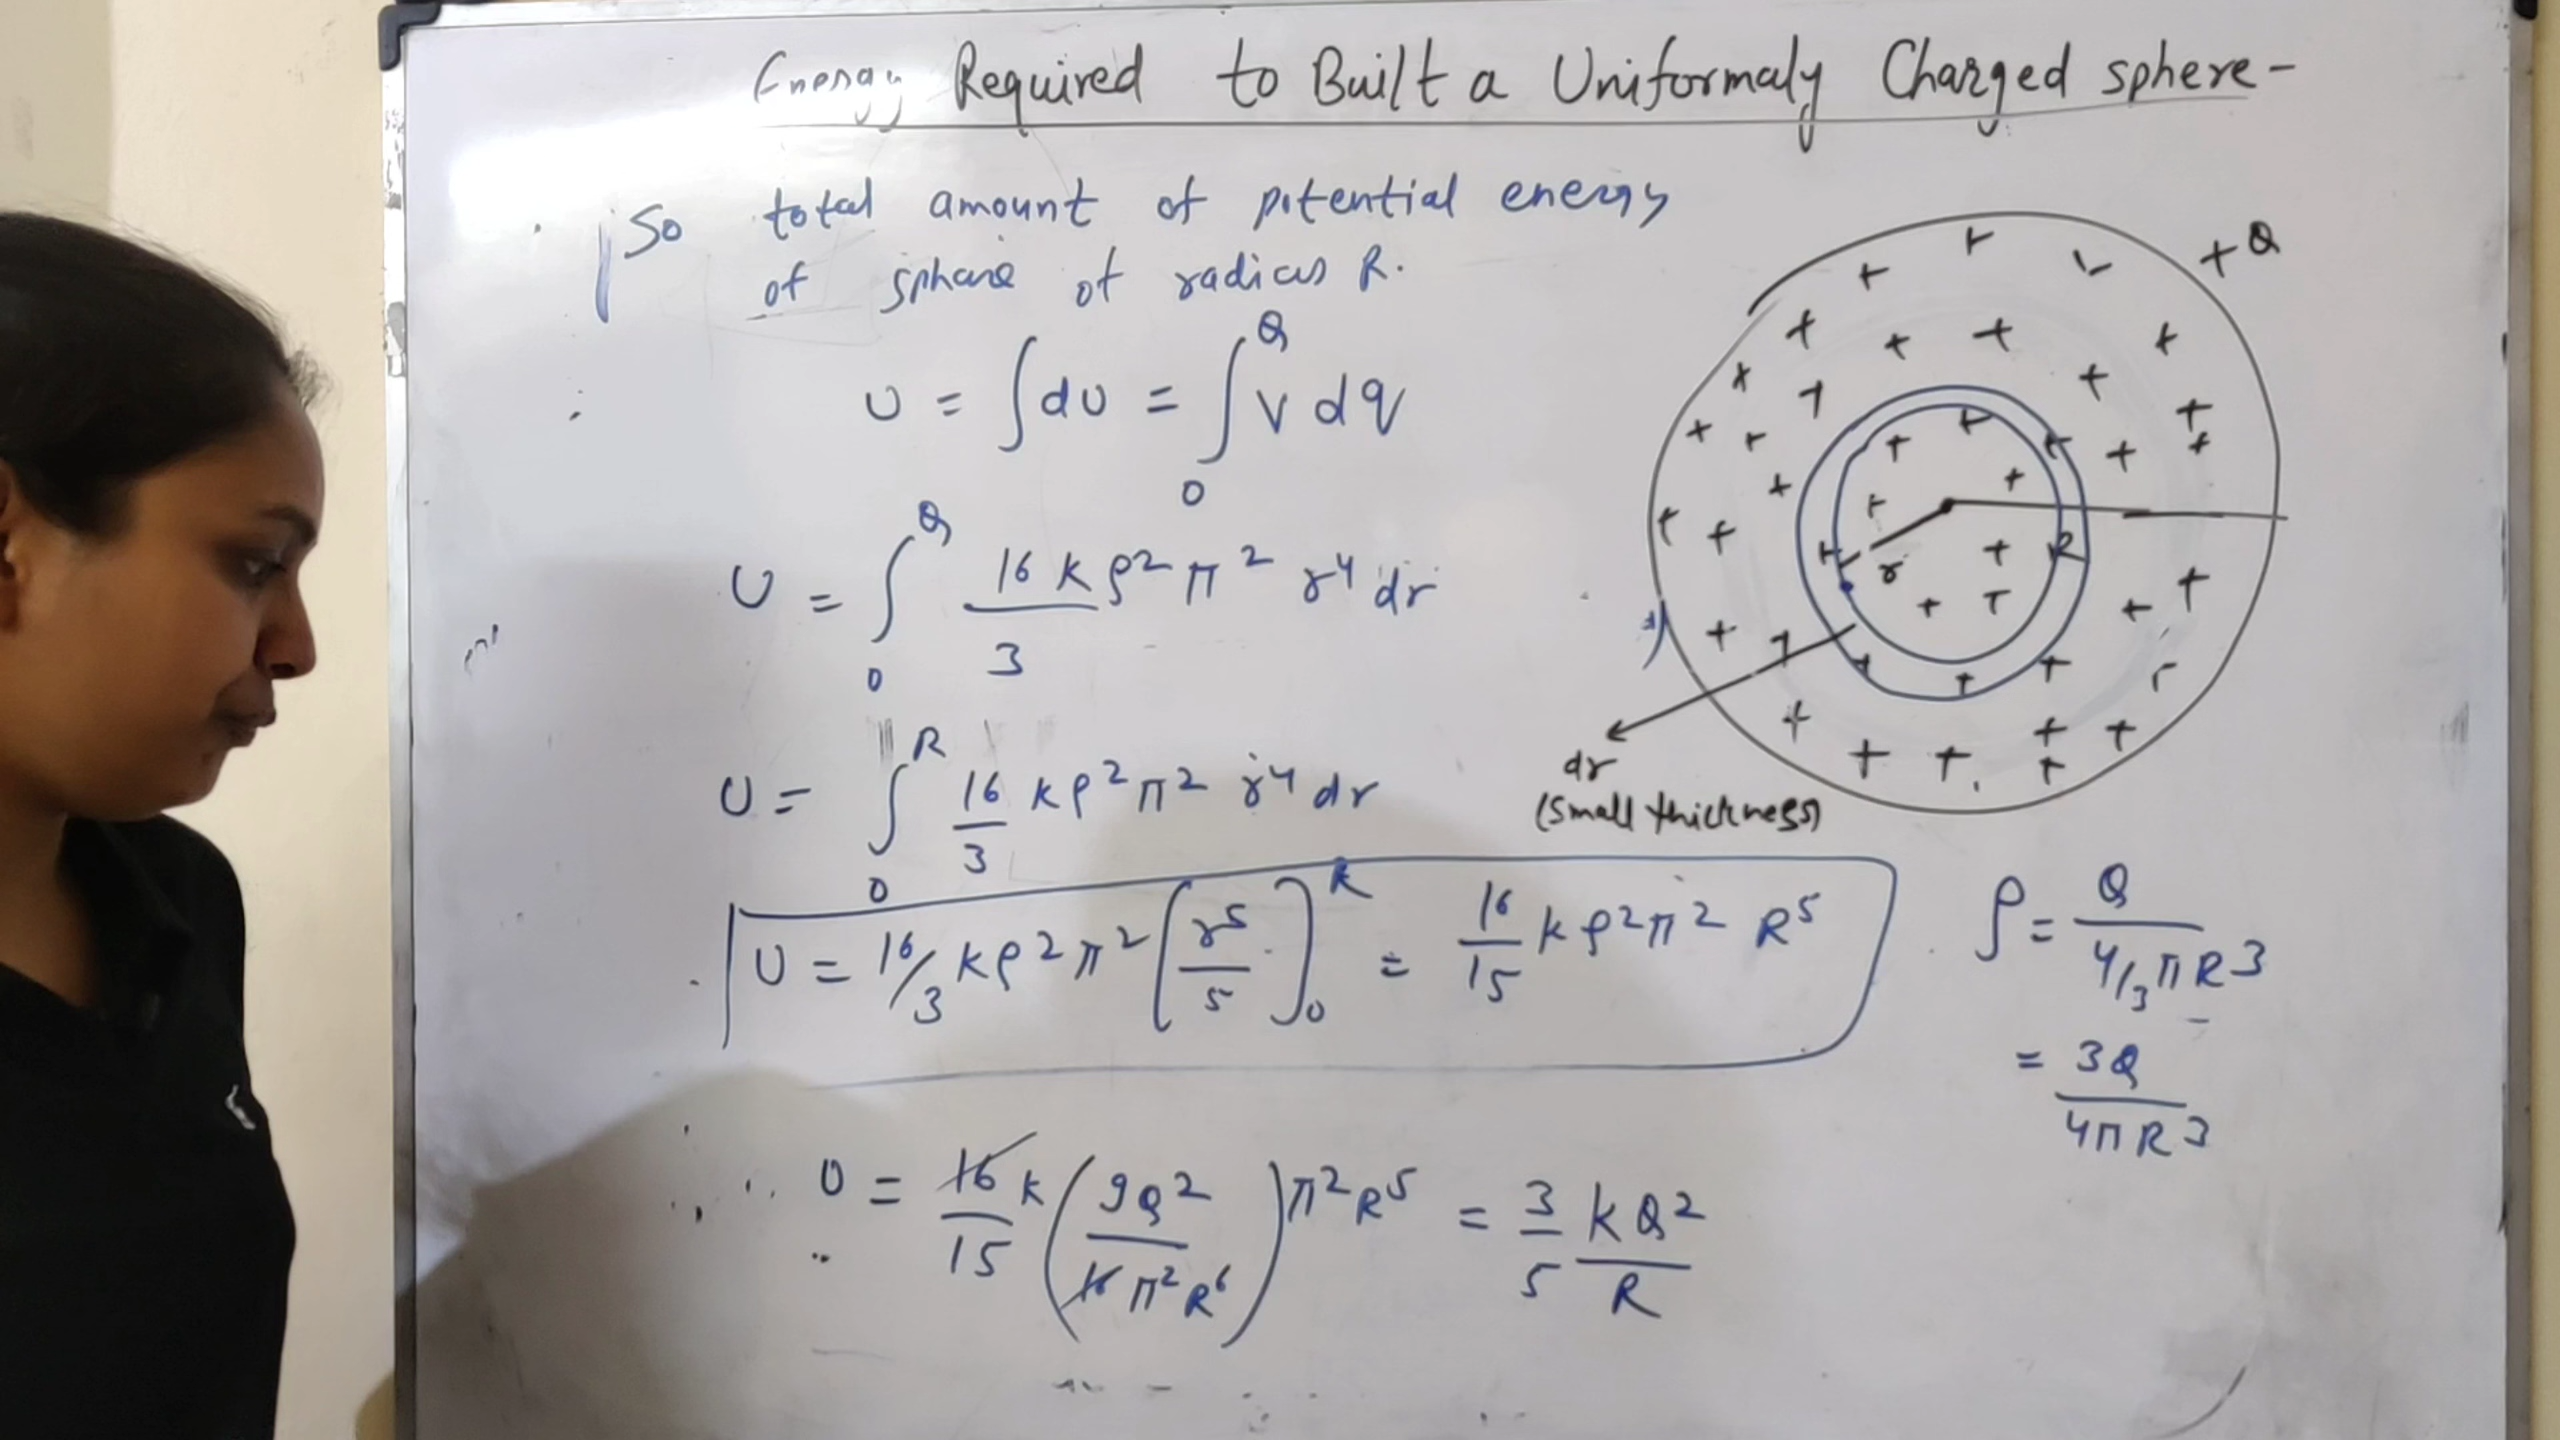 Energy Required to Built a Uniformaly Charged sphere-
So total amount of potential energy
of sphare of radius R.
U = ∫dU = ∫₀^Q V dq
U = ∫₀^Q 16 K ρ² π² r⁴ dr / 3
U = ∫₀^R 16/3 K ρ² π² r⁴ dr
U = 16/3 K ρ² π² [r⁵/5]₀^R = 16/15 K ρ² π² R⁵
∴ U = 16/15 K (9Q²/16 π² R⁶) π² R⁵ = 3/5 KQ²/R
+Q
r
R
dr
(Small thickness)
ρ = Q / 4/3 π R³
= 3Q / 4π R³